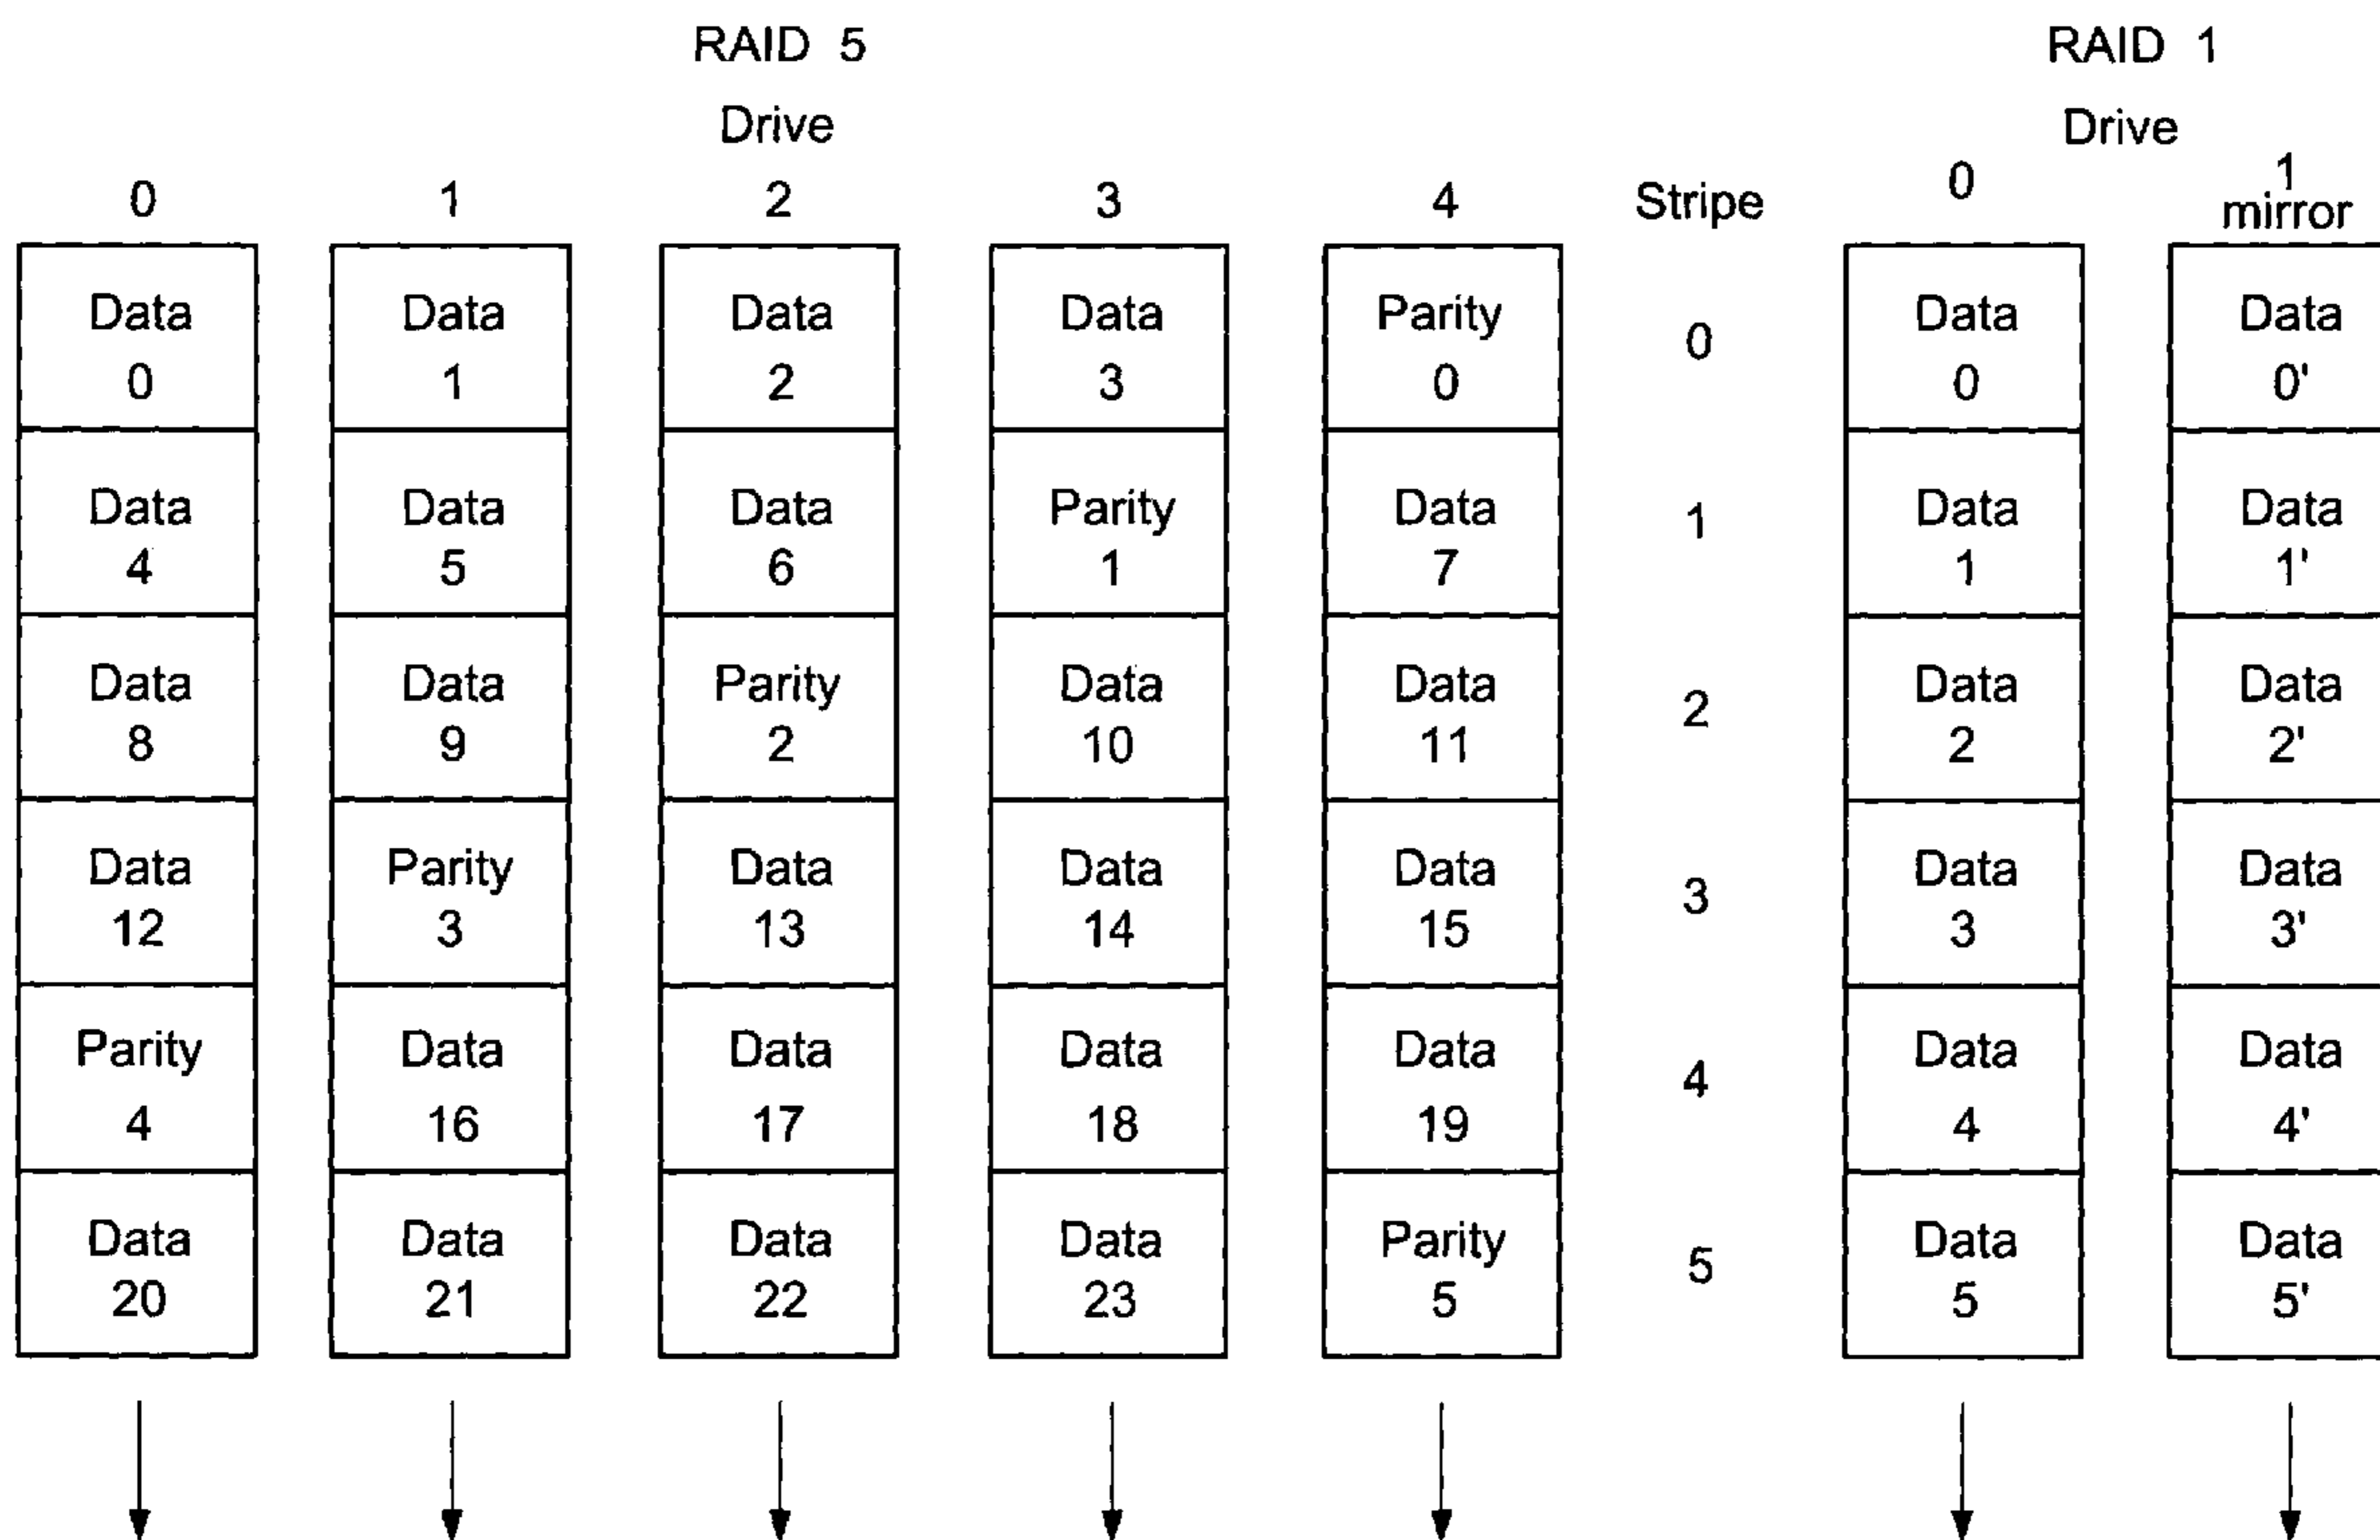 RAID 5 RAID 1
Drive Drive
0 1 2 3 4 Stripe 0 1
mirror
Data Data Data Data Parity Data Data
0 1 2 3 0 0 0 0'
Data Data Data Parity Data Data Data
4 5 6 1 7 1 1 1'
Data Data Parity Data Data Data Data
8 9 2 10 11 2 2 2'
Data Parity Data Data Data Data Data
12 3 13 14 15 3 3 3'
Parity Data Data Data Data Data Data
4 16 17 18 19 4 4 4'
Data Data Data Data Parity Data Data
20 21 22 23 5 5 5 5'